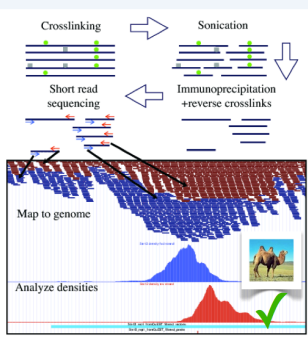 Crosslinking
Sonication
Short read
sequencing
Immunoprecipitation
+reverse crosslinks
Map to genome
Analyze densities